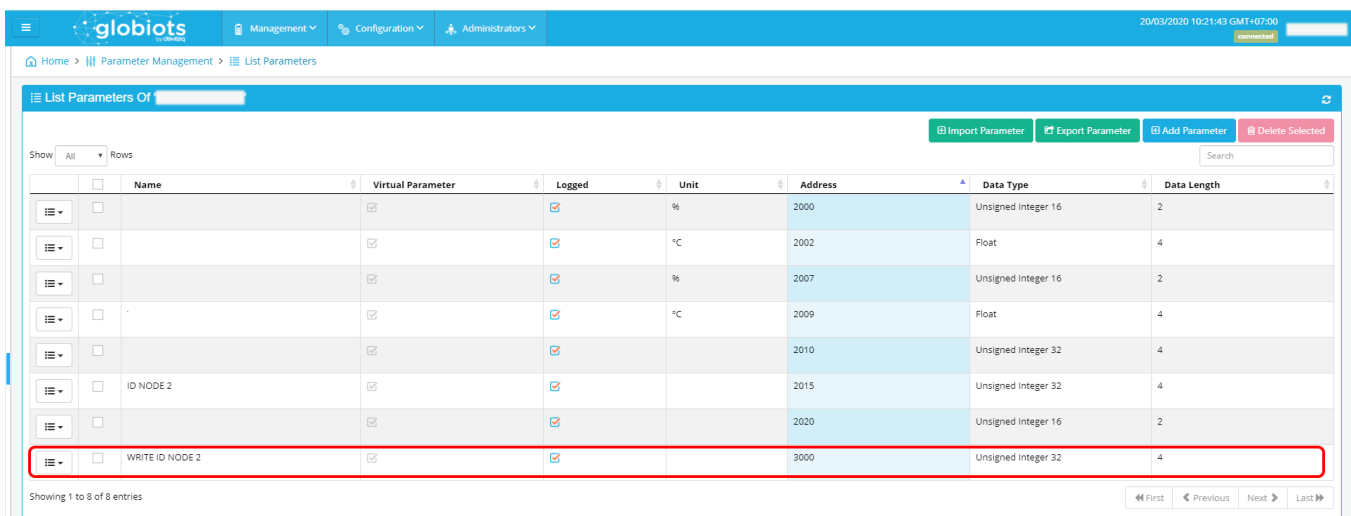 globiots
by deviteq
Management
Configuration
Administrators
20/03/2020 10:21:43 GMT+07:00
connected
Home > Parameter Management > List Parameters
List Parameters Of '
Import Parameter Export Parameter Add Parameter Delete Selected
Show All Rows
Search
Name Virtual Parameter Logged Unit Address Data Type Data Length
% 2000 Unsigned Integer 16 2
°C 2002 Float 4
% 2007 Unsigned Integer 16 2
°C 2009 Float 4
2010 Unsigned Integer 32 4
ID NODE 2 2015 Unsigned Integer 32 4
2020 Unsigned Integer 16 2
WRITE ID NODE 2 3000 Unsigned Integer 32 4
Showing 1 to 8 of 8 entries
First Previous Next Last